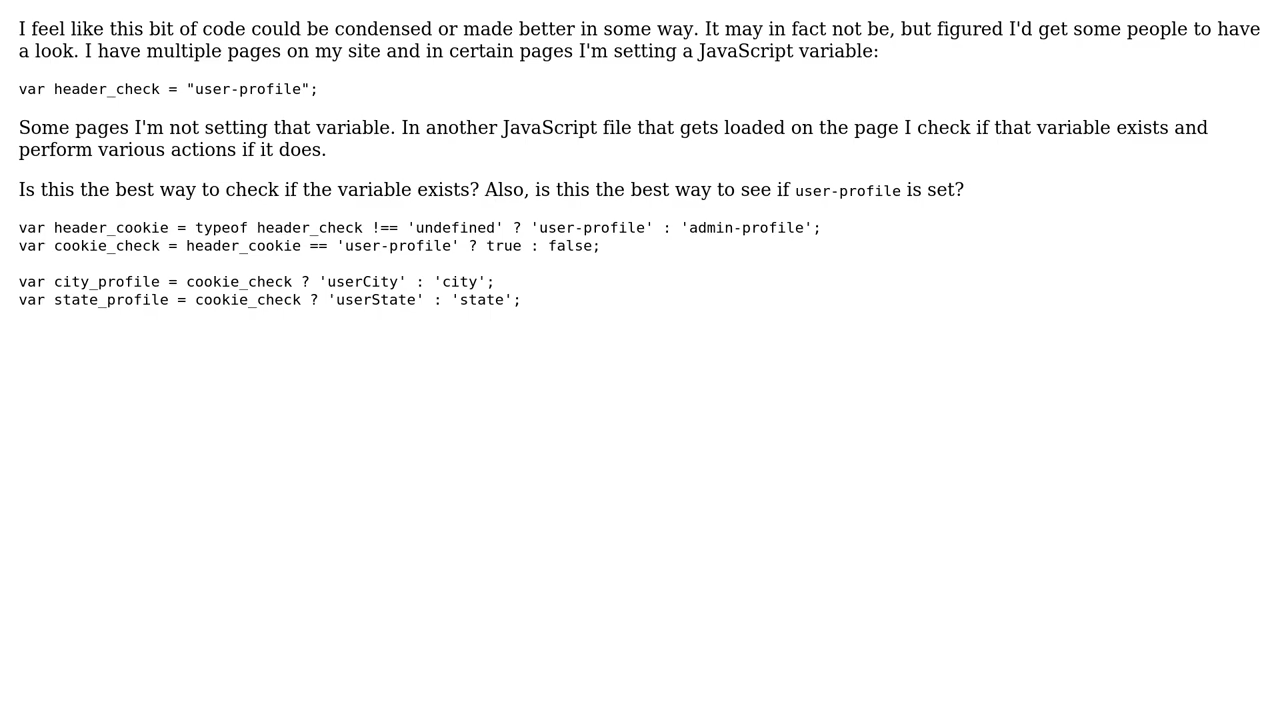 I feel like this bit of code could be condensed or made better in some way. It may in fact not be, but figured I'd get some people to have
a look. I have multiple pages on my site and in certain pages I'm setting a JavaScript variable:
var header_check = "user-profile";
Some pages I'm not setting that variable. In another JavaScript file that gets loaded on the page I check if that variable exists and
perform various actions if it does.
Is this the best way to check if the variable exists? Also, is this the best way to see if user-profile is set?
var header_cookie = typeof header_check !== 'undefined' ? 'user-profile' : 'admin-profile';
var cookie_check = header_cookie == 'user-profile' ? true : false;
var city_profile = cookie_check ? 'userCity' : 'city';
var state_profile = cookie_check ? 'userState' : 'state';